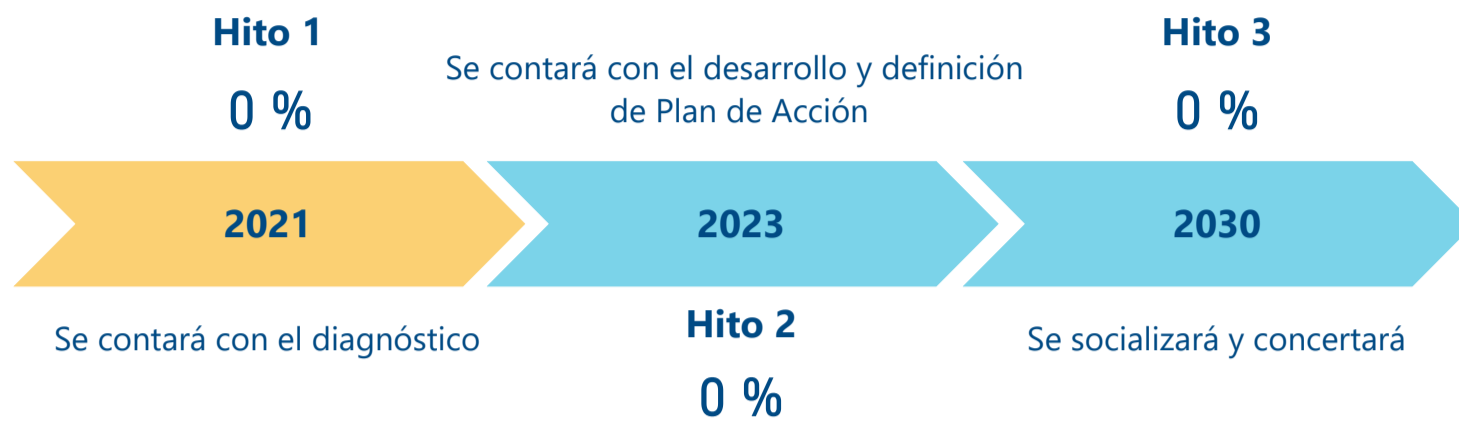 Hito 1
0 %
2021
Se contará con el diagnóstico
Se contará con el desarrollo y definición
de Plan de Acción
2023
Hito 2
0 %
Hito 3
0 %
2030
Se socializará y concertará